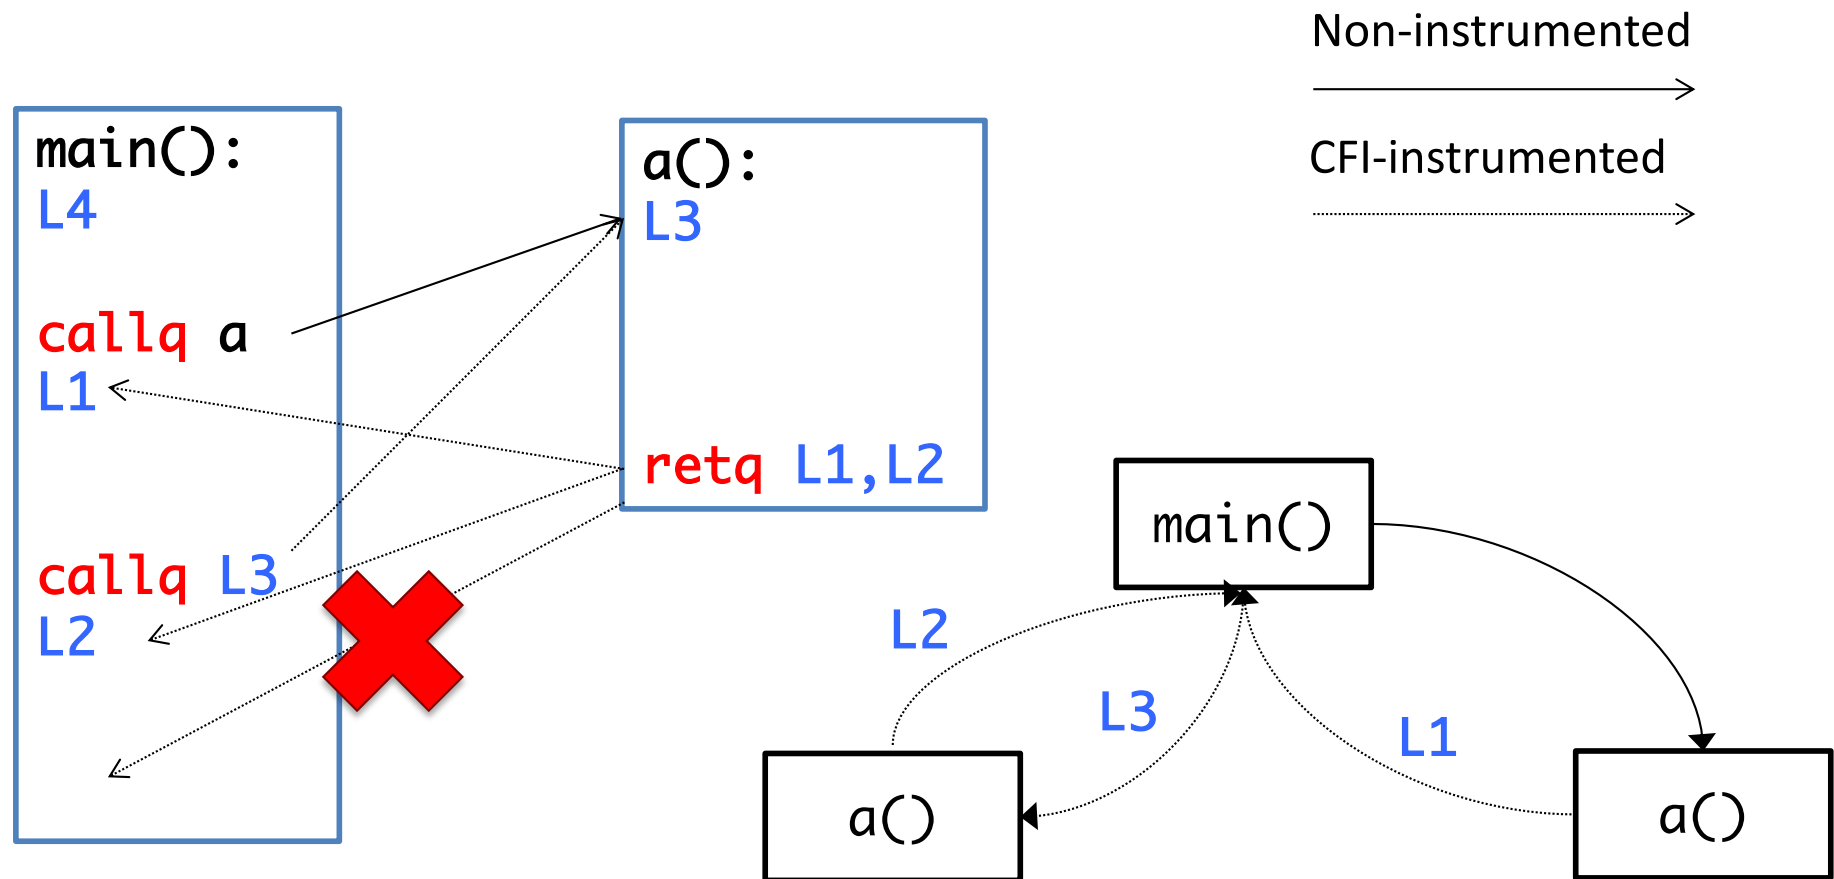 Non-instrumented
CFI-instrumented
main():
L4
callq a
L1
callq L3
L2
a():
L3
retq L1,L2
main()
L2
L3
L1
a()
a()